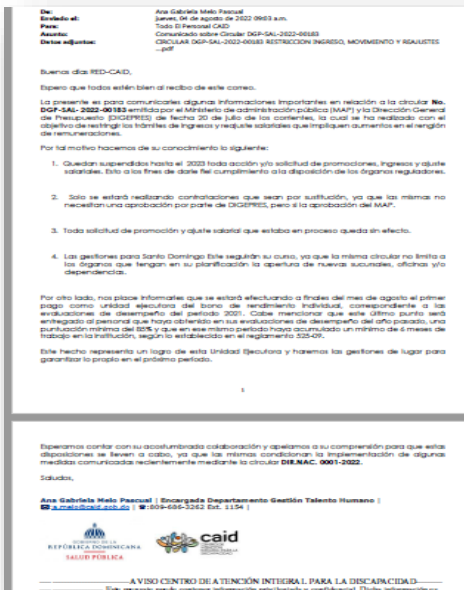 De: Ana Gabriela Melo Pascual
Enviado el: jueves, 04 de agosto de 2022 09:03 a.m.
Para: Todo El Personal CAID
Asunto: Comunicado sobre Circular DGP-SAL-2022-00183
Datos adjuntos: CIRCULAR DGP-SAL-2022-00183 RESTRICCION INGRESO, MOVIMIENTO Y REAJUSTES
...pdf
Buenos días RED-CAID,
Espero que todos estén bien al recibo de este correo.
La presente es para comunicarles algunas informaciones importantes en relación a la circular No.
DGP-SAL- 2022-00183 emitida por el Ministerio de administración pública (MAP) y la Dirección General
de Presupuesto (DIGEPRES) de fecha 20 de julio de los corrientes, la cual se ha realizado con el
objetivo de restringir los trámites de ingresos y reajuste salariales que impliquen aumentos en el renglón
de remuneraciones.
Por tal motivo hacemos de su conocimiento lo siguiente:
1. Quedan suspendidos hasta el 2023 toda acción y/o solicitud de promociones, ingresos y ajuste
salariales. Esto a los fines de darle fiel cumplimiento a la disposición de los órganos reguladores.
2. Solo se estará realizando contrataciones que sean por sustitución, ya que las mismas no
necesitan una aprobación por parte de DIGEPRES, pero si la aprobación del MAP.
3. Toda solicitud de promoción y ajuste salarial que estaba en proceso queda sin efecto.
4. Las gestiones para Santo Domingo Este seguirán su curso, ya que la misma circular no limita a
los órganos que tengan en su planificación la apertura de nuevas sucursales, oficinas y/o
dependencias.
Por otro lado, nos place informarles que se estará efectuando a finales del mes de agosto el primer
pago como unidad ejecutora del bono de rendimiento individual, correspondiente a las
evaluaciones de desempeño del periodo 2021. Cabe mencionar que este último punto será
entregado al personal que haya obtenido en sus evaluaciones de desempeño del año pasado, una
puntuación mínima del 85% y que en ese mismo periodo haya acumulado un mínimo de 6 meses de
trabajo en la institución, según lo establecido en el reglamento 525-09.
Este hecho representa un logro de esta Unidad Ejecutora y haremos las gestiones de lugar para
garantizar lo propio en el próximo periodo.
1
Esperamos contar con su acostumbrada colaboración y apelamos a su comprensión para que estas
disposiciones se lleven a cabo, ya que las mismas condicionan la implementación de algunas
medidas comunicadas recientemente mediante la circular DIR.NAC. 0001-2022.
Saludos,
Ana Gabriela Melo Pascual | Encargada Departamento Gestión Talento Humano |
a.melo@caid.gob.do | 809-686-3262 Ext. 1154 |
GOBIERNO DE LA
REPÚBLICA DOMINICANA
SALUD PÚBLICA
caid
AVISO CENTRO DE ATENCIÓN INTEGRAL PARA LA DISCAPACIDAD